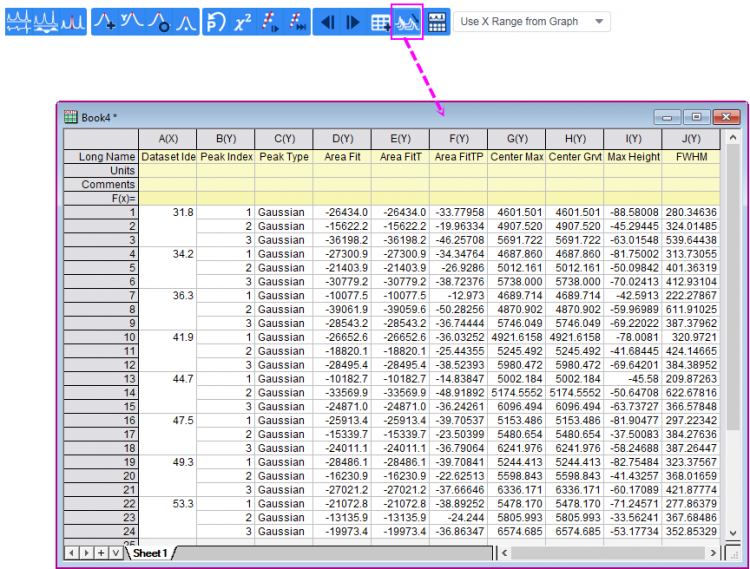 Use X Range from Graph
Book4 *
A(X) B(Y) C(Y) D(Y) E(Y) F(Y) G(Y) H(Y) I(Y) J(Y)
Long Name Dataset Ide Peak Index Peak Type Area Fit Area FitT Area FitTP Center Max Center Grvt Max Height FWHM
Units
Comments
F(x)=
1 31.8 1 Gaussian -26434.0 -26434.0 -33.77958 4601.501 4601.501 -88.58008 280.34636
2 2 Gaussian -15622.2 -15622.2 -19.96334 4907.520 4907.520 -45.29445 324.01485
3 3 Gaussian -36198.2 -36198.2 -46.25708 5691.722 5691.722 -63.01548 539.64438
4 34.2 1 Gaussian -27300.9 -27300.9 -34.34764 4687.860 4687.860 -81.75002 313.73055
5 2 Gaussian -21403.9 -21403.9 -26.9286 5012.161 5012.161 -50.09842 401.36319
6 3 Gaussian -30779.2 -30779.2 -38.72376 5738.000 5738.000 -70.02413 412.93104
7 36.3 1 Gaussian -10077.5 -10077.5 -12.973 4689.714 4689.714 -42.5913 222.27867
8 2 Gaussian -39061.9 -39059.6 -50.28256 4870.902 4870.902 -59.96989 611.91025
9 3 Gaussian -28543.2 -28543.2 -36.74444 5746.049 5746.049 -69.22022 387.37962
10 41.9 1 Gaussian -26652.6 -26652.6 -36.03252 4921.6158 4921.6158 -78.0081 320.9721
11 2 Gaussian -18820.1 -18820.1 -25.44355 5245.492 5245.492 -41.68445 424.14665
12 3 Gaussian -28495.4 -28495.4 -38.52393 5980.472 5980.472 -69.64201 384.38952
13 44.7 1 Gaussian -10182.7 -10182.7 -14.83847 5002.184 5002.184 -45.58 209.87263
14 2 Gaussian -33569.9 -33569.9 -48.91892 5174.5552 5174.5552 -50.64708 622.67816
15 3 Gaussian -24871.0 -24871.0 -36.24261 6096.494 6096.494 -63.73727 366.57848
16 47.5 1 Gaussian -25913.4 -25913.4 -39.70537 5153.486 5153.486 -81.90477 297.22342
17 2 Gaussian -15339.7 -15339.7 -23.50399 5480.654 5480.654 -37.50083 384.27636
18 3 Gaussian -24011.1 -24011.1 -36.79064 6241.976 6241.976 -58.24688 387.26447
19 49.3 1 Gaussian -28486.1 -28486.1 -39.70841 5244.413 5244.413 -82.75484 323.37567
20 2 Gaussian -16230.9 -16230.9 -22.62513 5598.843 5598.843 -41.43257 368.01659
21 3 Gaussian -27021.2 -27021.2 -37.66646 6336.171 6336.171 -60.17089 421.87774
22 53.3 1 Gaussian -21072.8 -21072.8 -38.89252 5478.170 5478.170 -71.24571 277.86379
23 2 Gaussian -13135.9 -13135.9 -24.244 5805.993 5805.993 -33.56241 367.68486
24 3 Gaussian -19973.4 -19973.4 -36.86347 6574.685 6574.685 -53.17734 352.85329
25
Sheet1